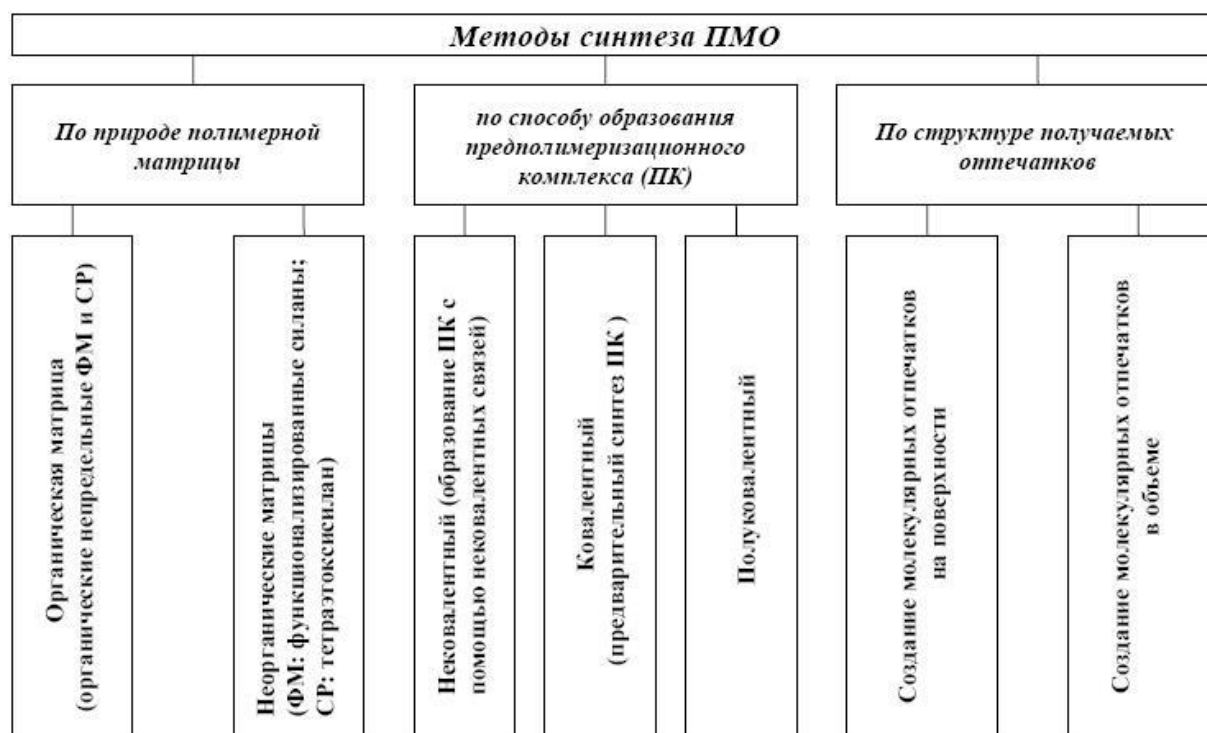 Методы синтеза ПМО
По природе полимерной
матрицы
по способу образования
предполимеризационного
комплекса (ПК)
По структуре получаемых
отпечатков
Органическая матрица
(органические непредельные ФМ и СР)
Неорганические матрицы
(ФМ: функционализированные силаны;
СР: тетраэтоксисилан)
Нековалентный (образование ПК с
помощью нековалентных связей)
Ковалентный
(предварительный синтез ПК )
Полуковалентный
Создание молекулярных отпечатков
на поверхности
Создание молекулярных отпечатков
в объеме